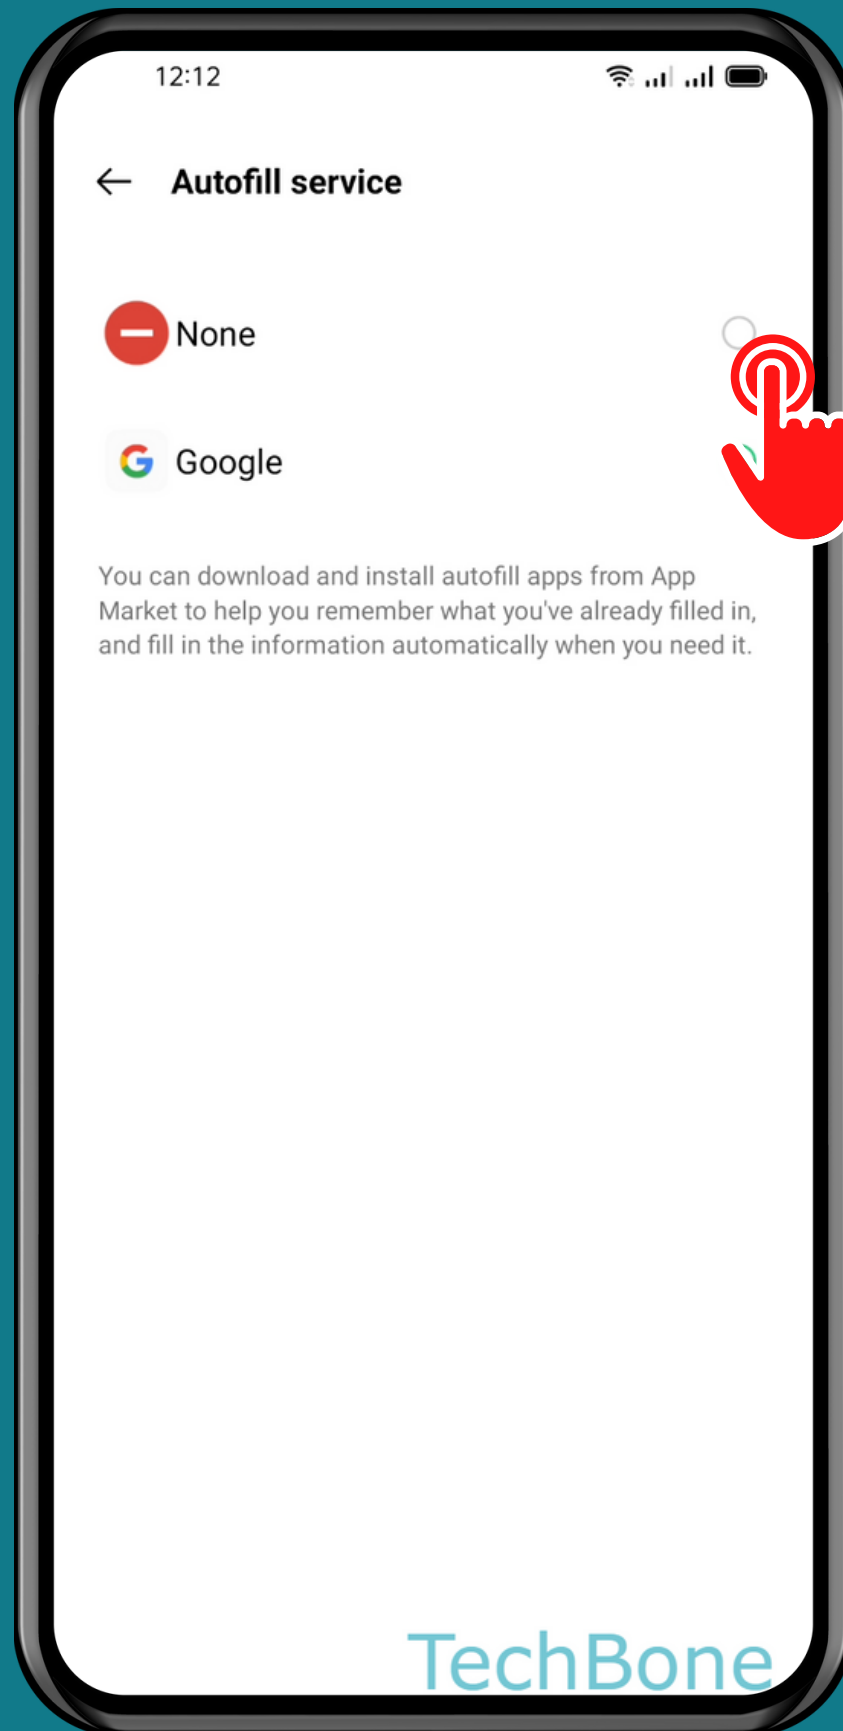 12:12
Autofill service
None
Google
You can download and install autofill apps from App
Market to help you remember what you've already filled in,
and fill in the information automatically when you need it.
TechBone